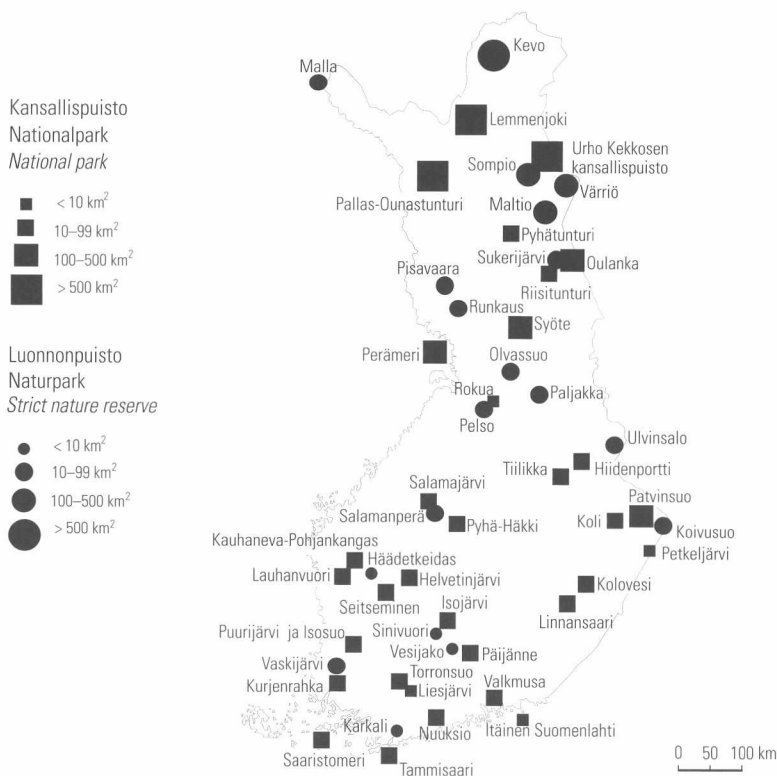 Kansallispuisto
Nationalpark
National park
< 10 km²
10–99 km²
100–500 km²
> 500 km²
Luonnonpuisto
Naturpark
Strict nature reserve
< 10 km²
10–99 km²
100–500 km²
> 500 km²
Kevo
Malla
Lemmenjoki
Urho Kekkosen
kansallispuisto
Sompio
Värriö
Pallas-Ounastunturi
Maltio
Pyhätunturi
Sukerijärvi
Oulanka
Pisavaara
Riisitunturi
Runkaus
Syöte
Perämeri
Olvassuo
Rokua
Paljakka
Pelso
Ulvinsalo
Tiilikka
Hiidenportti
Salamajärvi
Patvinsuo
Salamanperä
Pyhä-Häkki
Koli
Koivusuo
Kauhaneva-Pohjankangas
Petkeljärvi
Häädetkeidas
Lauhanvuori
Helvetinjärvi
Kolovesi
Seitseminen
Isojärvi
Linnansaari
Puurijärvi ja Isosuo
Sinivuori
Vesijako
Päijänne
Vaskijärvi
Torronsuo
Valkmusa
Kurjenrahka
Liesjärvi
Karkali
Nuuksio
Itäinen Suomenlahti
Saaristomeri
Tammisaari
0 50 100 km